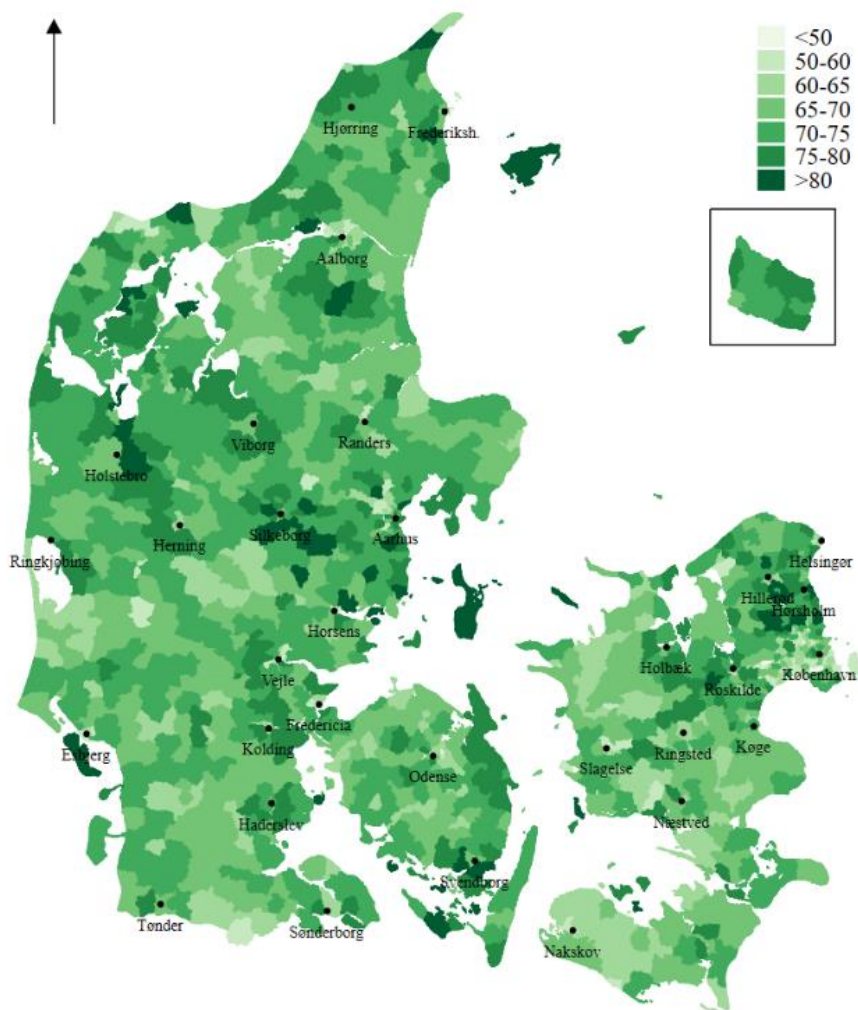 <50
50-60
60-65
65-70
70-75
75-80
>80
Hjørring
Frederiksh.
Aalborg
Viborg
Randers
Holstebro
Herning
Silkeborg
Aarhus
Ringkjøbing
Helsingør
Hillerød
Hørsholm
Horsens
Vejle
Holbæk
Roskilde
København
Fredericia
Esbjerg
Kolding
Odense
Slagelse
Ringsted
Køge
Haderslev
Næstved
Svendborg
Tønder
Sønderborg
Nakskov